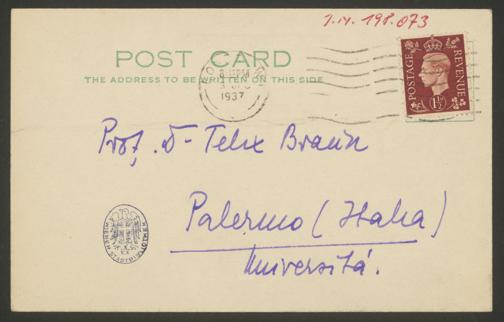 J.N. 198.073
POST CARD
THE ADDRESS TO BE WRITTEN ON THIS SIDE
1937
POSTAGE
REVENUE
1½
Prof. Dr Felix Braun
Palermo (Italia)
Università.